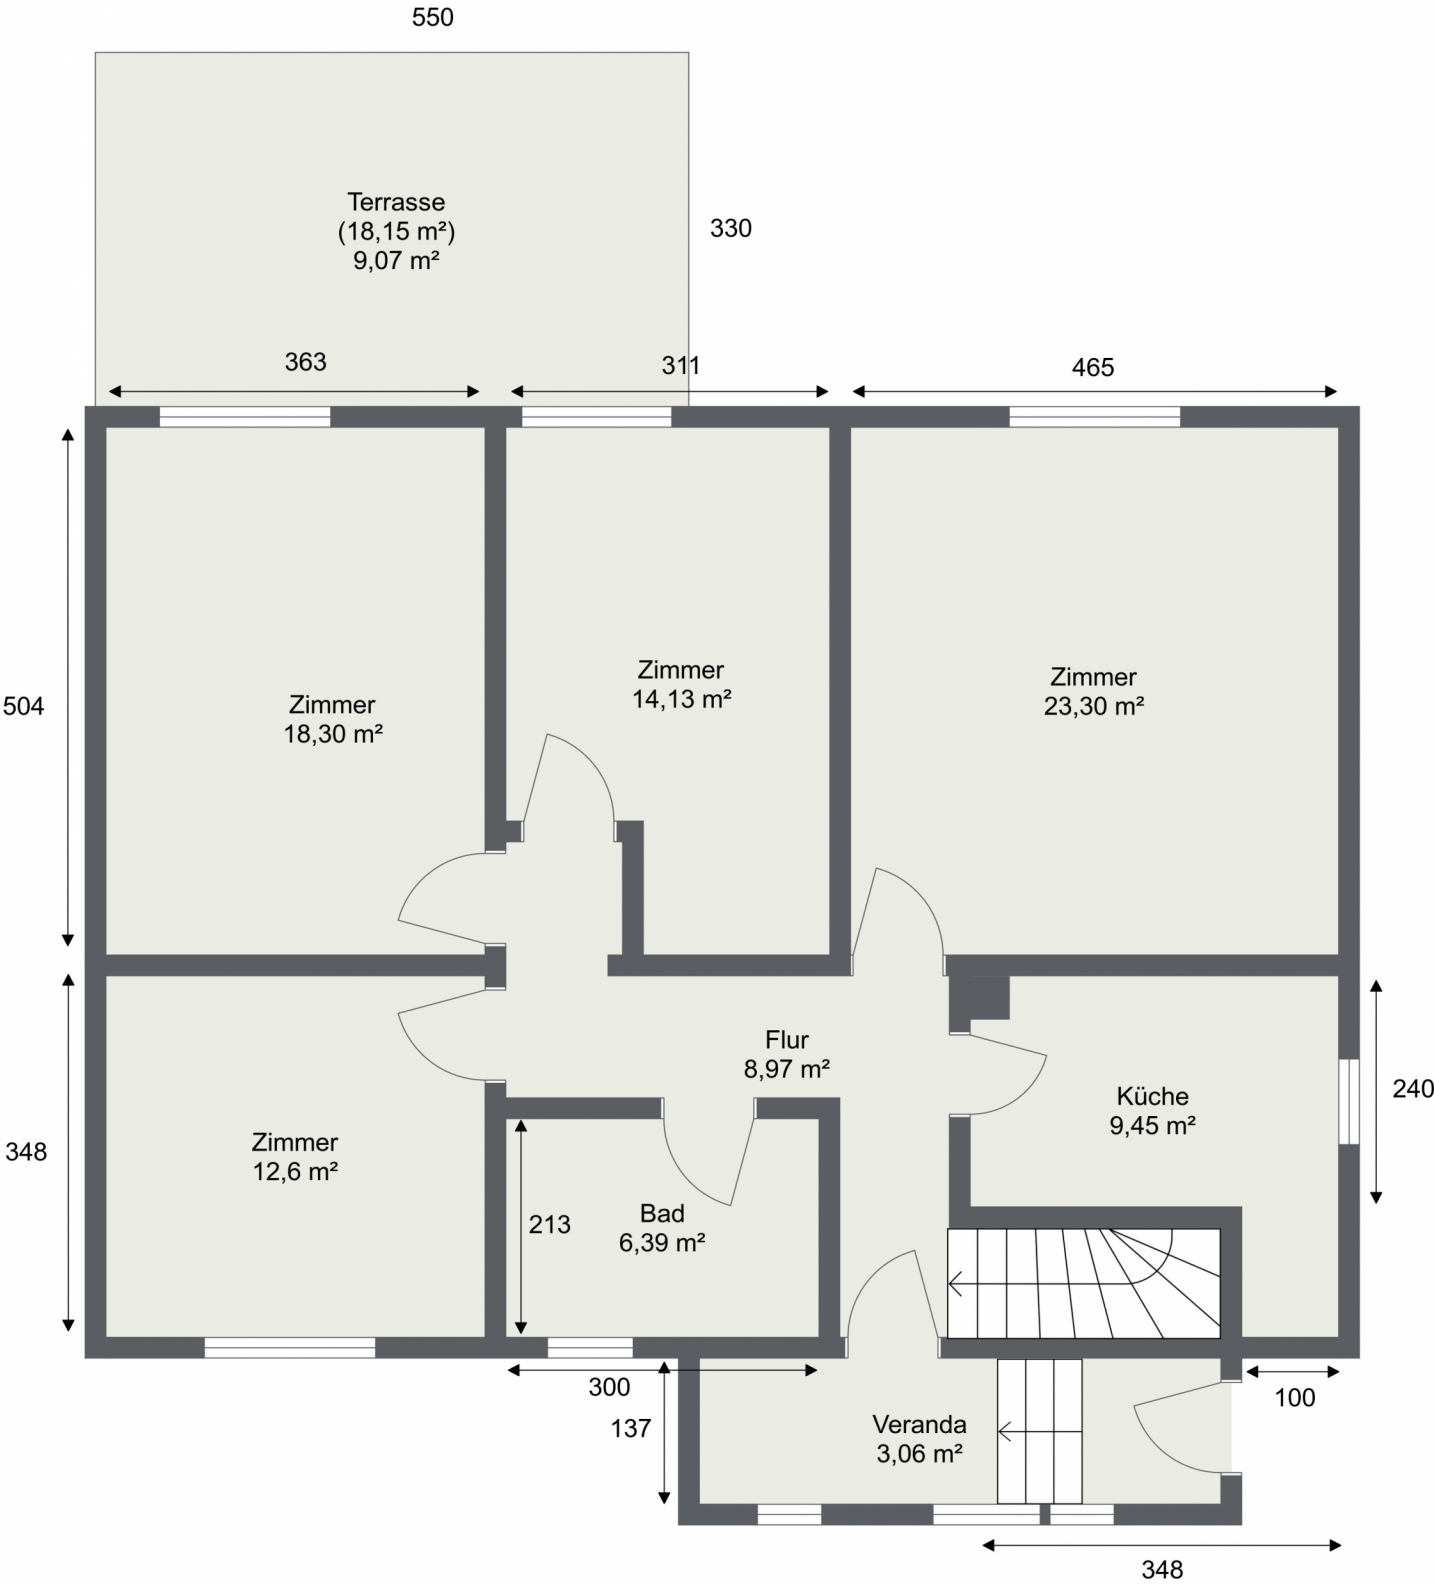 550
Terrasse
(18,15 m²)
9,07 m²
330
363
311
465
504
Zimmer
18,30 m²
Zimmer
14,13 m²
Zimmer
23,30 m²
Flur
8,97 m²
Küche
9,45 m²
240
348
Zimmer
12,6 m²
213
Bad
6,39 m²
300
137
Veranda
3,06 m²
100
348